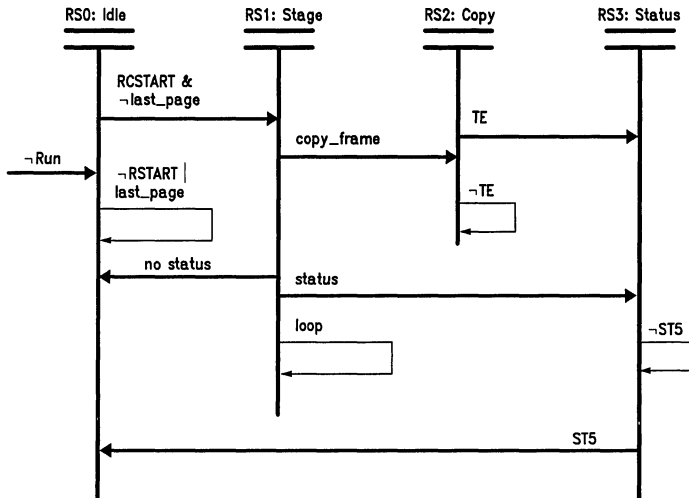 RS0: Idle RS1: Stage RS2: Copy RS3: Status
RCSTART &
¬last_page
TE
copy_frame
¬Run
¬RSTART |
last_page
¬TE
no status
status
loop
¬ST5
ST5